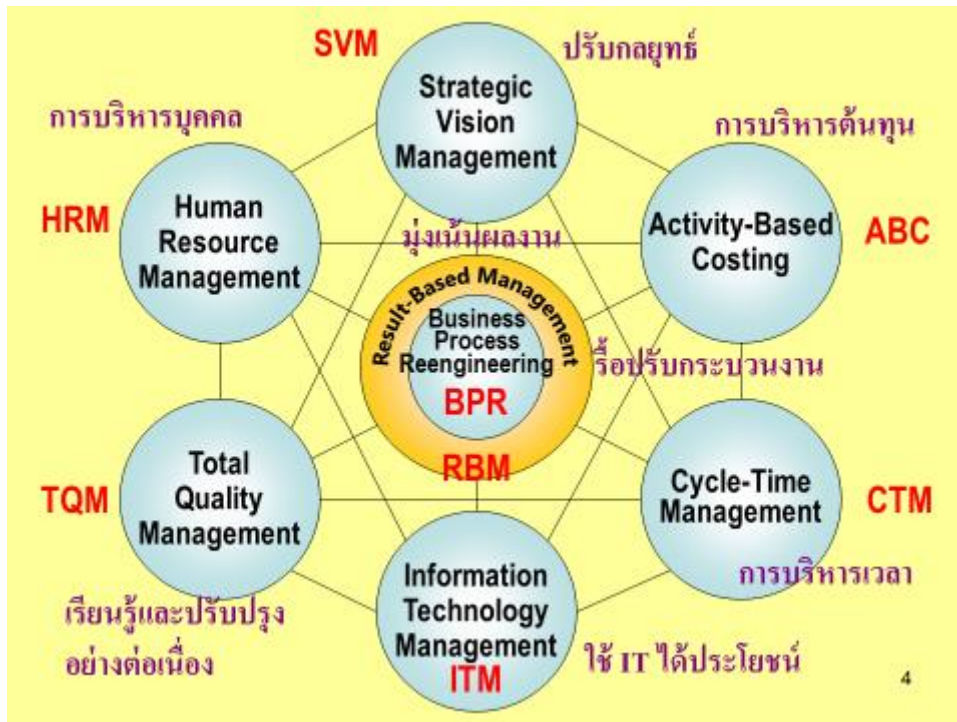 SVM
ปรับกลยุทธ์
Strategic
Vision
Management
การบริหารบุคคล
การบริหารต้นทุน
HRM
Human
Resource
Management
Activity-Based
Costing
ABC
มุ่งเน้นผลงาน
Result-Based Management
Business
Process
Reengineering
BPR
RBM
รื้อปรับกระบวนงาน
TQM
Total
Quality
Management
Cycle-Time
Management
CTM
การบริหารเวลา
เรียนรู้และปรับปรุง
อย่างต่อเนื่อง
Information
Technology
Management
ITM
ใช้ IT ได้ประโยชน์
4